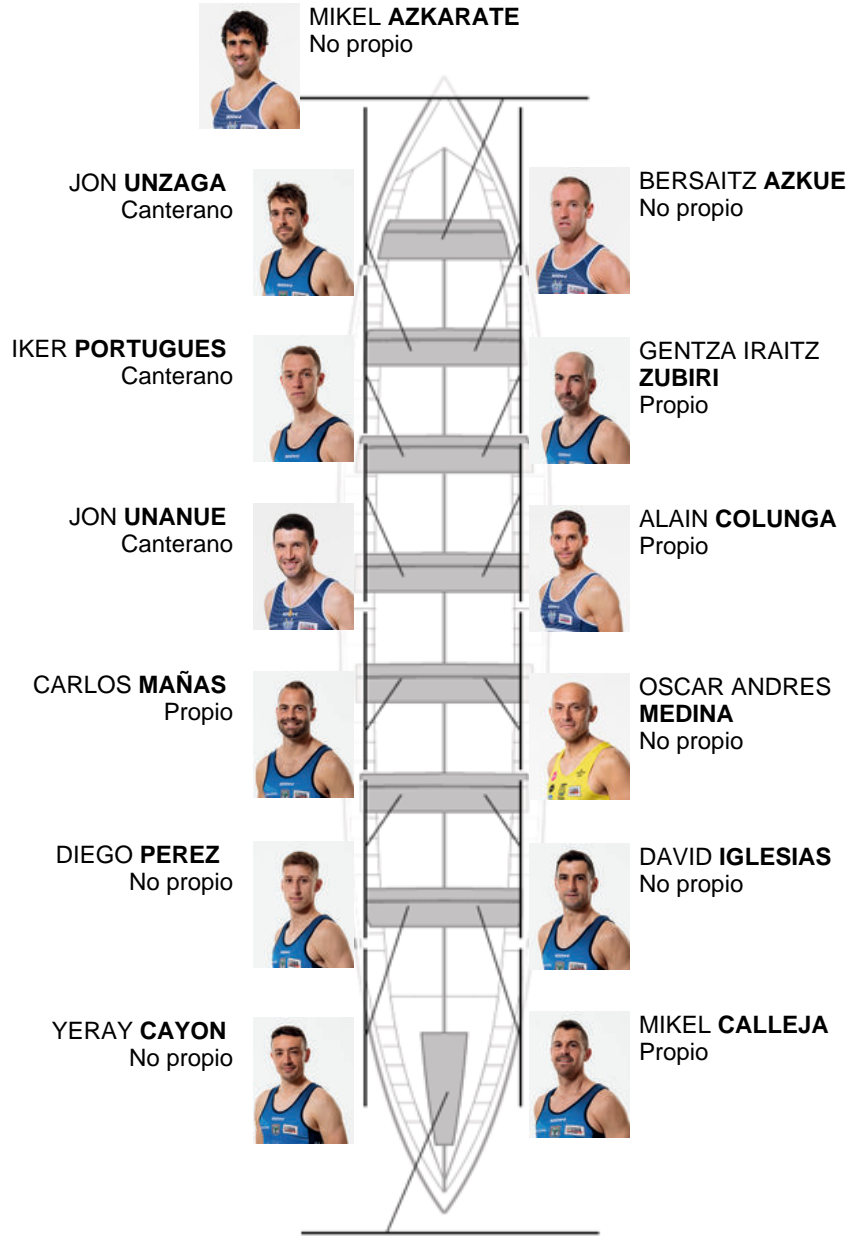 MIKEL AZKARATE
No propio
JON UNZAGA
Canterano
BERSAITZ AZKUE
No propio
IKER PORTUGUES
Canterano
GENTZA IRAITZ
ZUBIRI
Propio
JON UNANUE
Canterano
ALAIN COLUNGA
Propio
CARLOS MAÑAS
Propio
OSCAR ANDRES
MEDINA
No propio
DIEGO PEREZ
No propio
DAVID IGLESIAS
No propio
YERAY CAYON
No propio
MIKEL CALLEJA
Propio